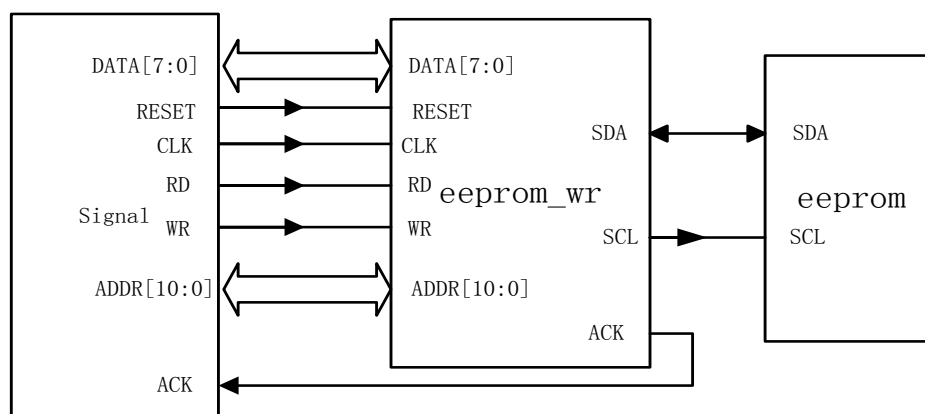 DATA[7:0]
RESET
CLK
RD
Signal
WR
ADDR[10:0]
ACK
DATA[7:0]
RESET
CLK
RD
eeprom_wr
WR
ADDR[10:0]
SDA
SCL
ACK
SDA
eeprom
SCL